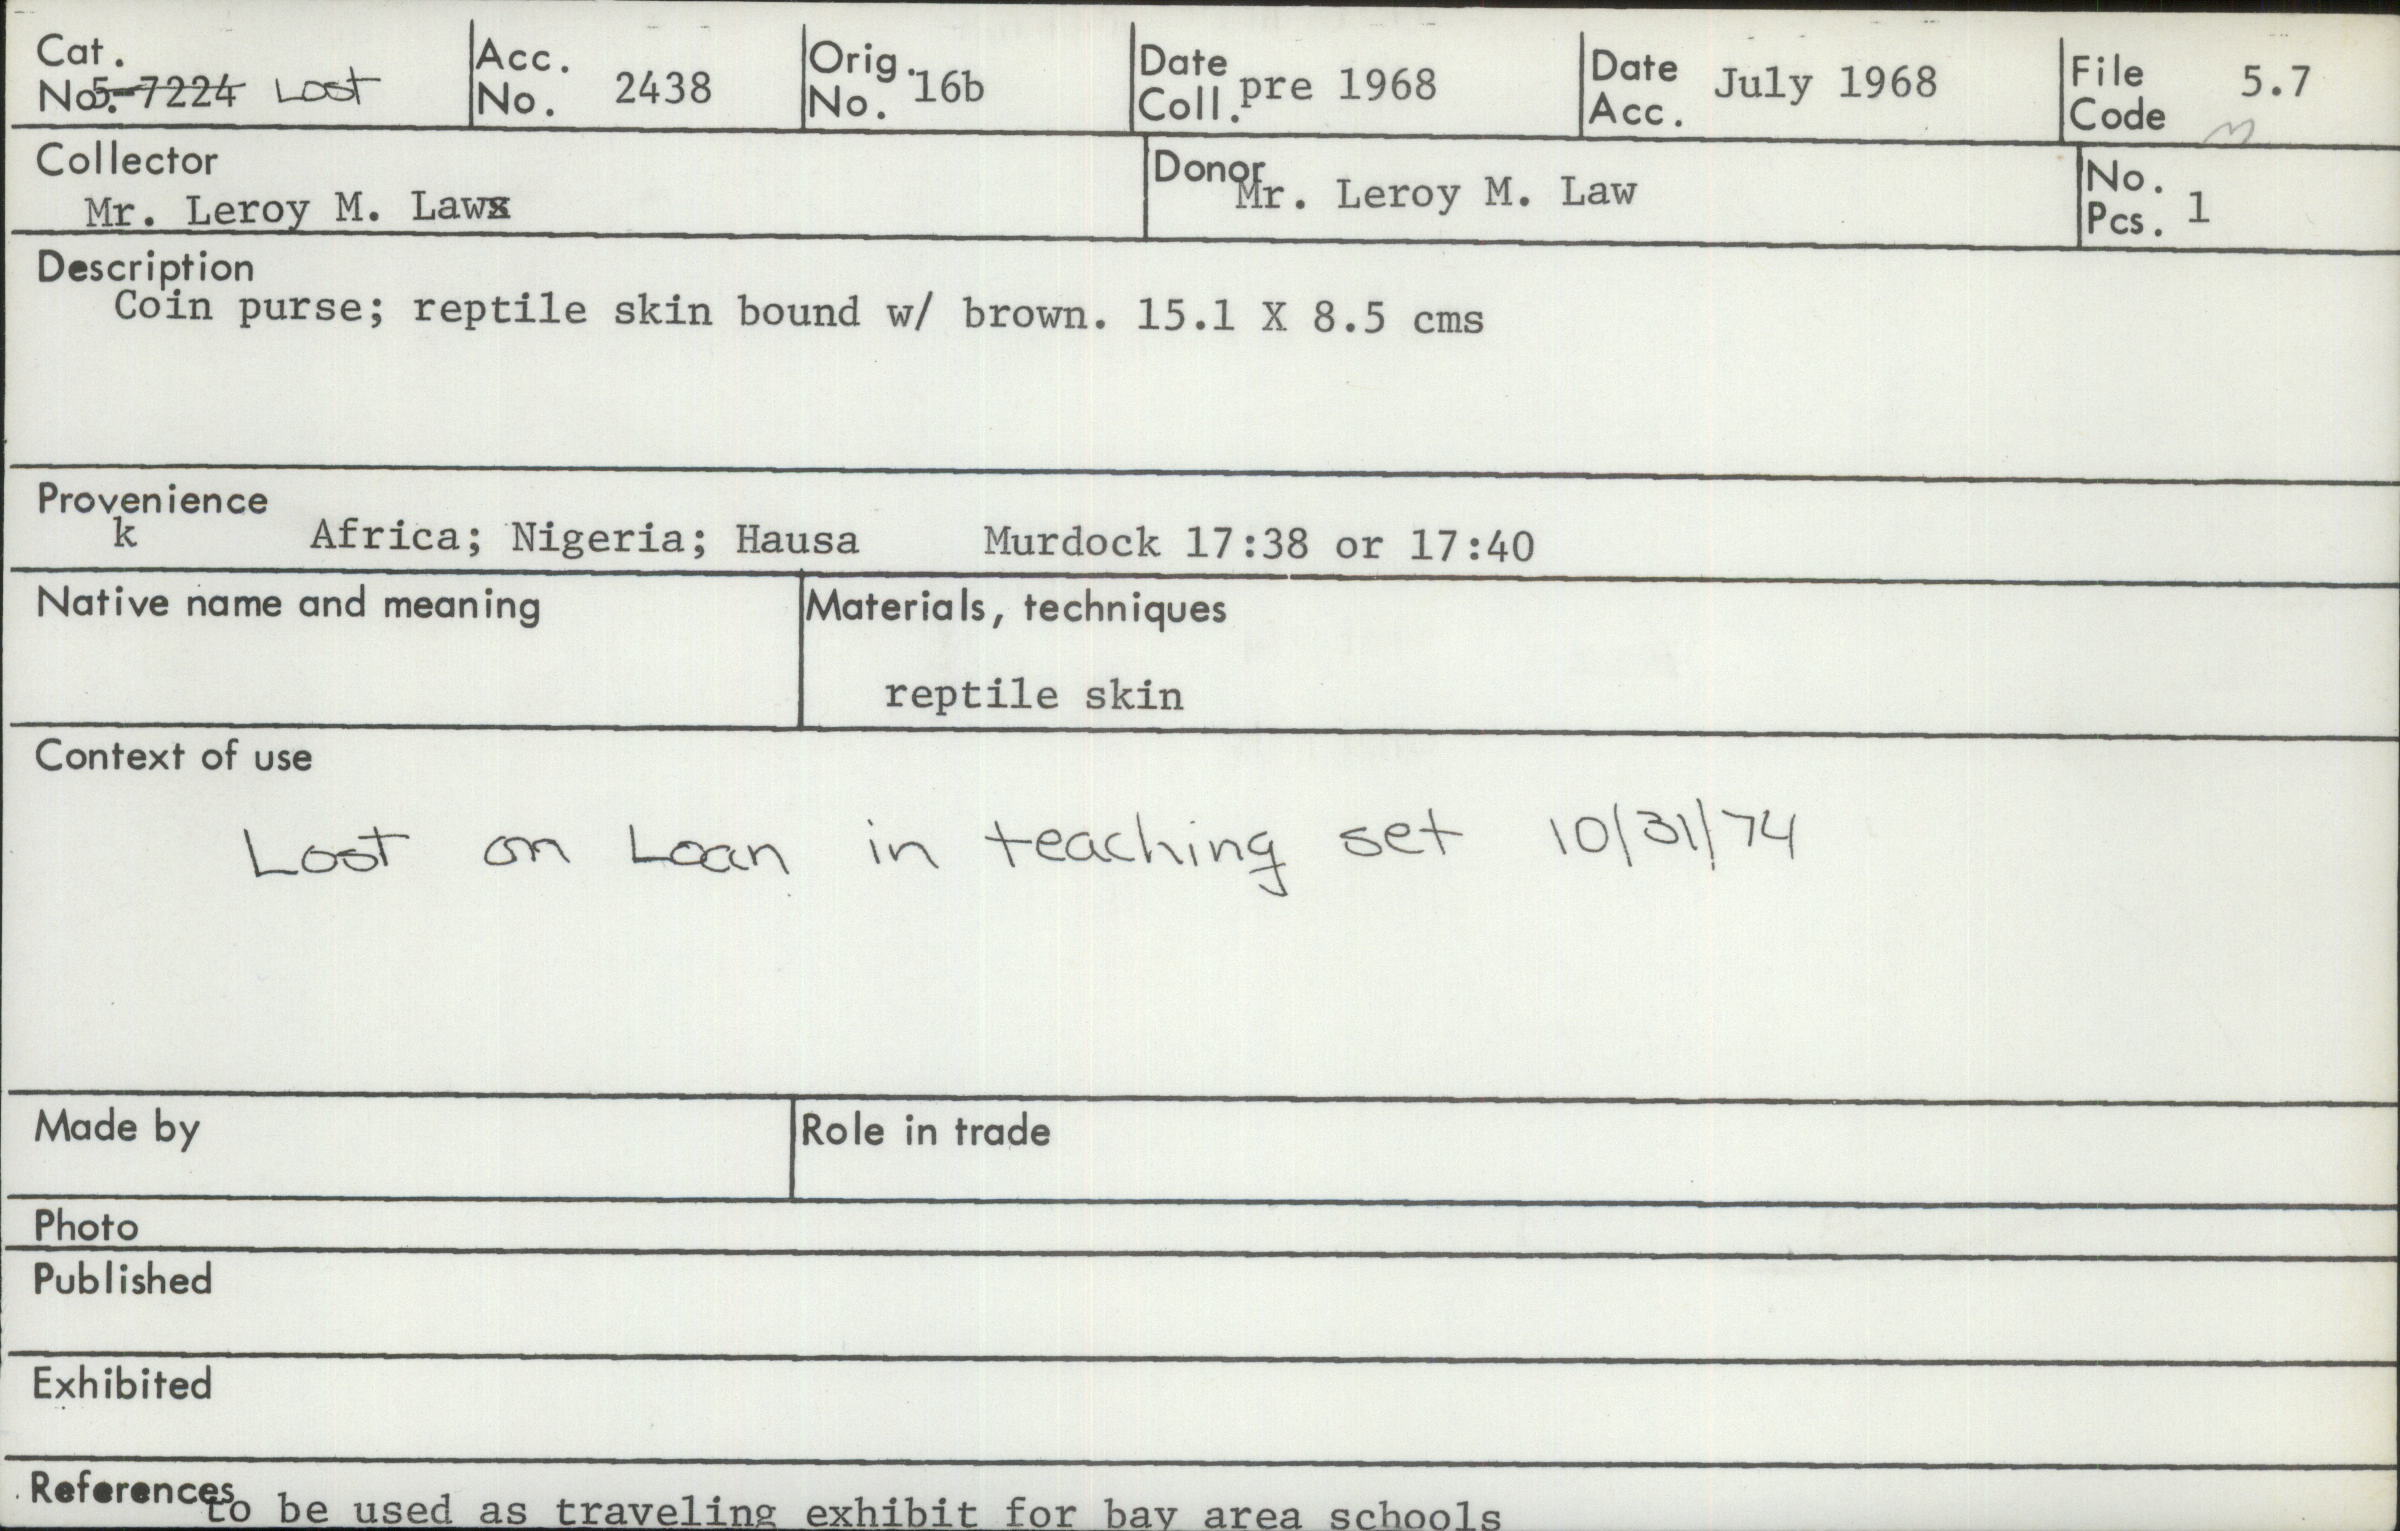 Cat. No. 5-7224 Lost
Acc. No. 2438
Orig. No. 16b
Date Coll. pre 1968
Date Acc. July 1968
File Code 5.7
Collector
Mr. Leroy M. Law
Donor
Mr. Leroy M. Law
No. Pcs. 1
Description
Coin purse; reptile skin bound w/ brown. 15.1 X 8.5 cms
Provenience
k Africa; Nigeria; Hausa Murdock 17:38 or 17:40
Native name and meaning
Materials, techniques
reptile skin
Context of use
Lost on Loan in teaching set 10/31/74
Made by
Role in trade
Photo
Published
Exhibited
References
to be used as traveling exhibit for bay area schools